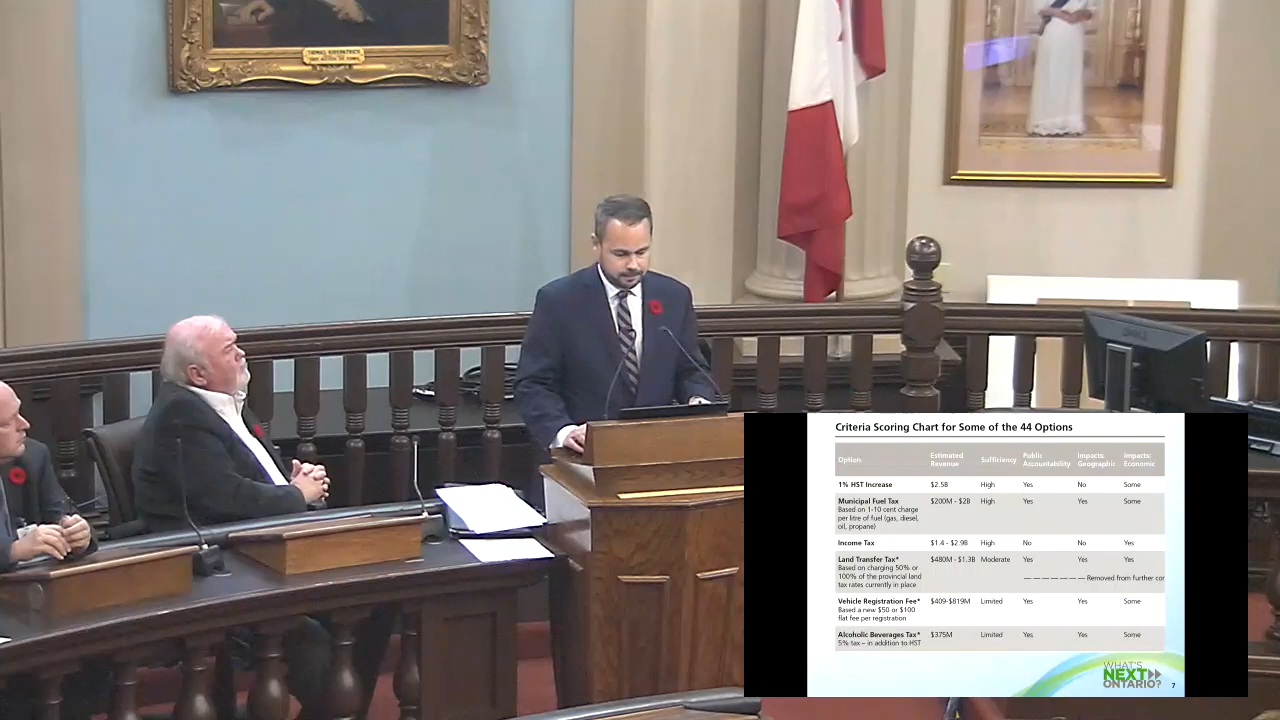 THOMAS KIRKPATRICK
Criteria Scoring Chart for Some of the 44 Options
Option
Estimated Revenue
Sufficiency
Public Accountability
Impacts: Geographic
Impacts: Economic
1% HST Increase $2.5B High Yes No Some
Municipal Fuel Tax $200M - $2B High Yes Yes Some
Based on 1-10 cent charge
per litre of fuel (gas, diesel,
oil, propane)
Income Tax $1.4 - $2.9B High No No Yes
Land Transfer Tax* $480M - $1.3B Moderate Yes Yes Yes
Based on charging 50% or
100% of the provincial land
tax rates currently in place
— — — — — — — Removed from further cor
Vehicle Registration Fee* $409-$819M Limited Yes Yes Some
Based a new $50 or $100
flat fee per registration
Alcoholic Beverages Tax* $375M Limited Yes Yes Some
5% tax – in addition to HST
WHAT'S
NEXT
ONTARIO?
7